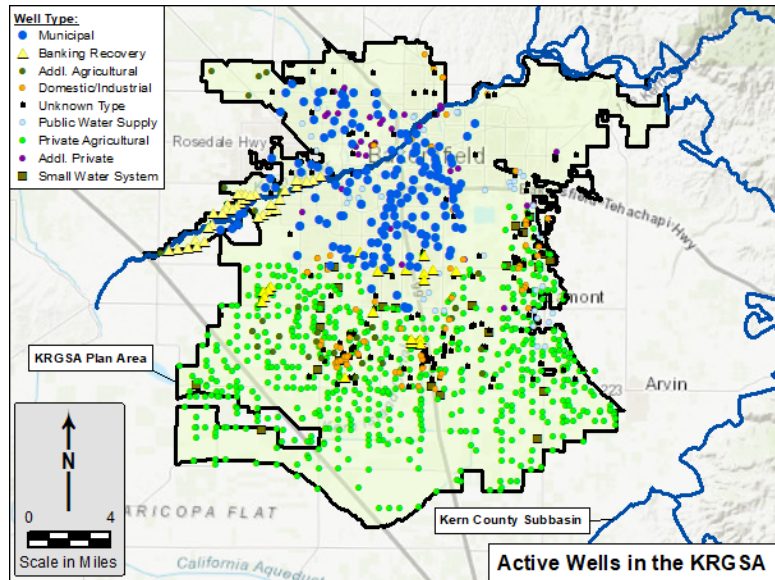 Well Type:
Municipal
Banking Recovery
Addl. Agricultural
Domestic/Industrial
Unknown Type
Public Water Supply
Private Agricultural
Addl. Private
Small Water System
Rosedale Hwy
Tehachapi Hwy
KRGSA Plan Area
223
Arvin
N
0 4
Scale in Miles
ARICOPA FLAT
California Aqueduct
Kern County Subbasin
Active Wells in the KRGSA